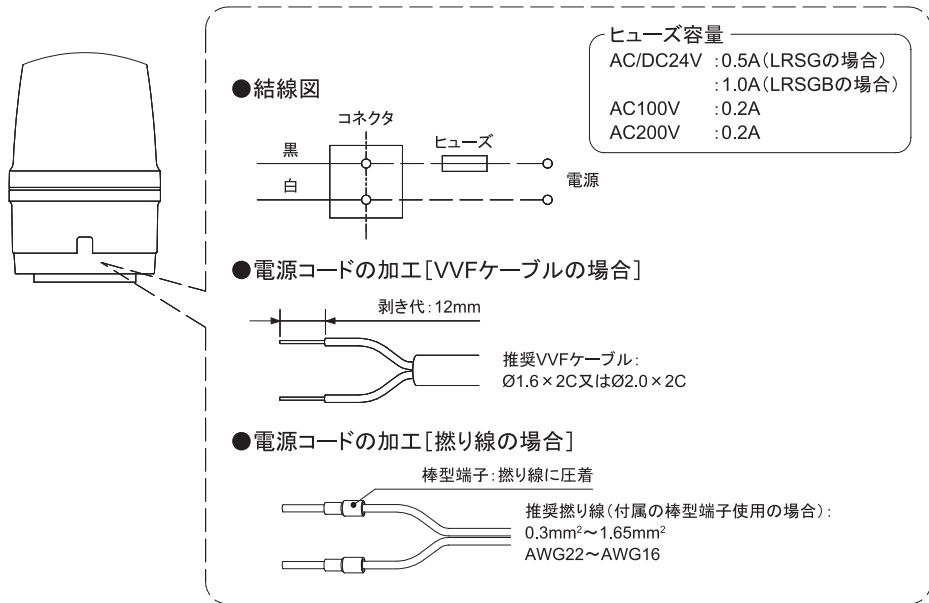 ヒューズ容量
AC/DC24V :0.5A(LRSGの場合)
:1.0A(LRSGBの場合)
AC100V :0.2A
AC200V :0.2A
●結線図
コネクタ
ヒューズ
黒
白
電源
●電源コードの加工[VVFケーブルの場合]
剥き代:12mm
推奨VVFケーブル:
Ø1.6×2C又はØ2.0×2C
●電源コードの加工[撚り線の場合]
棒型端子:撚り線に圧着
推奨撚り線(付属の棒型端子使用の場合):
0.3mm²〜1.65mm²
AWG22〜AWG16